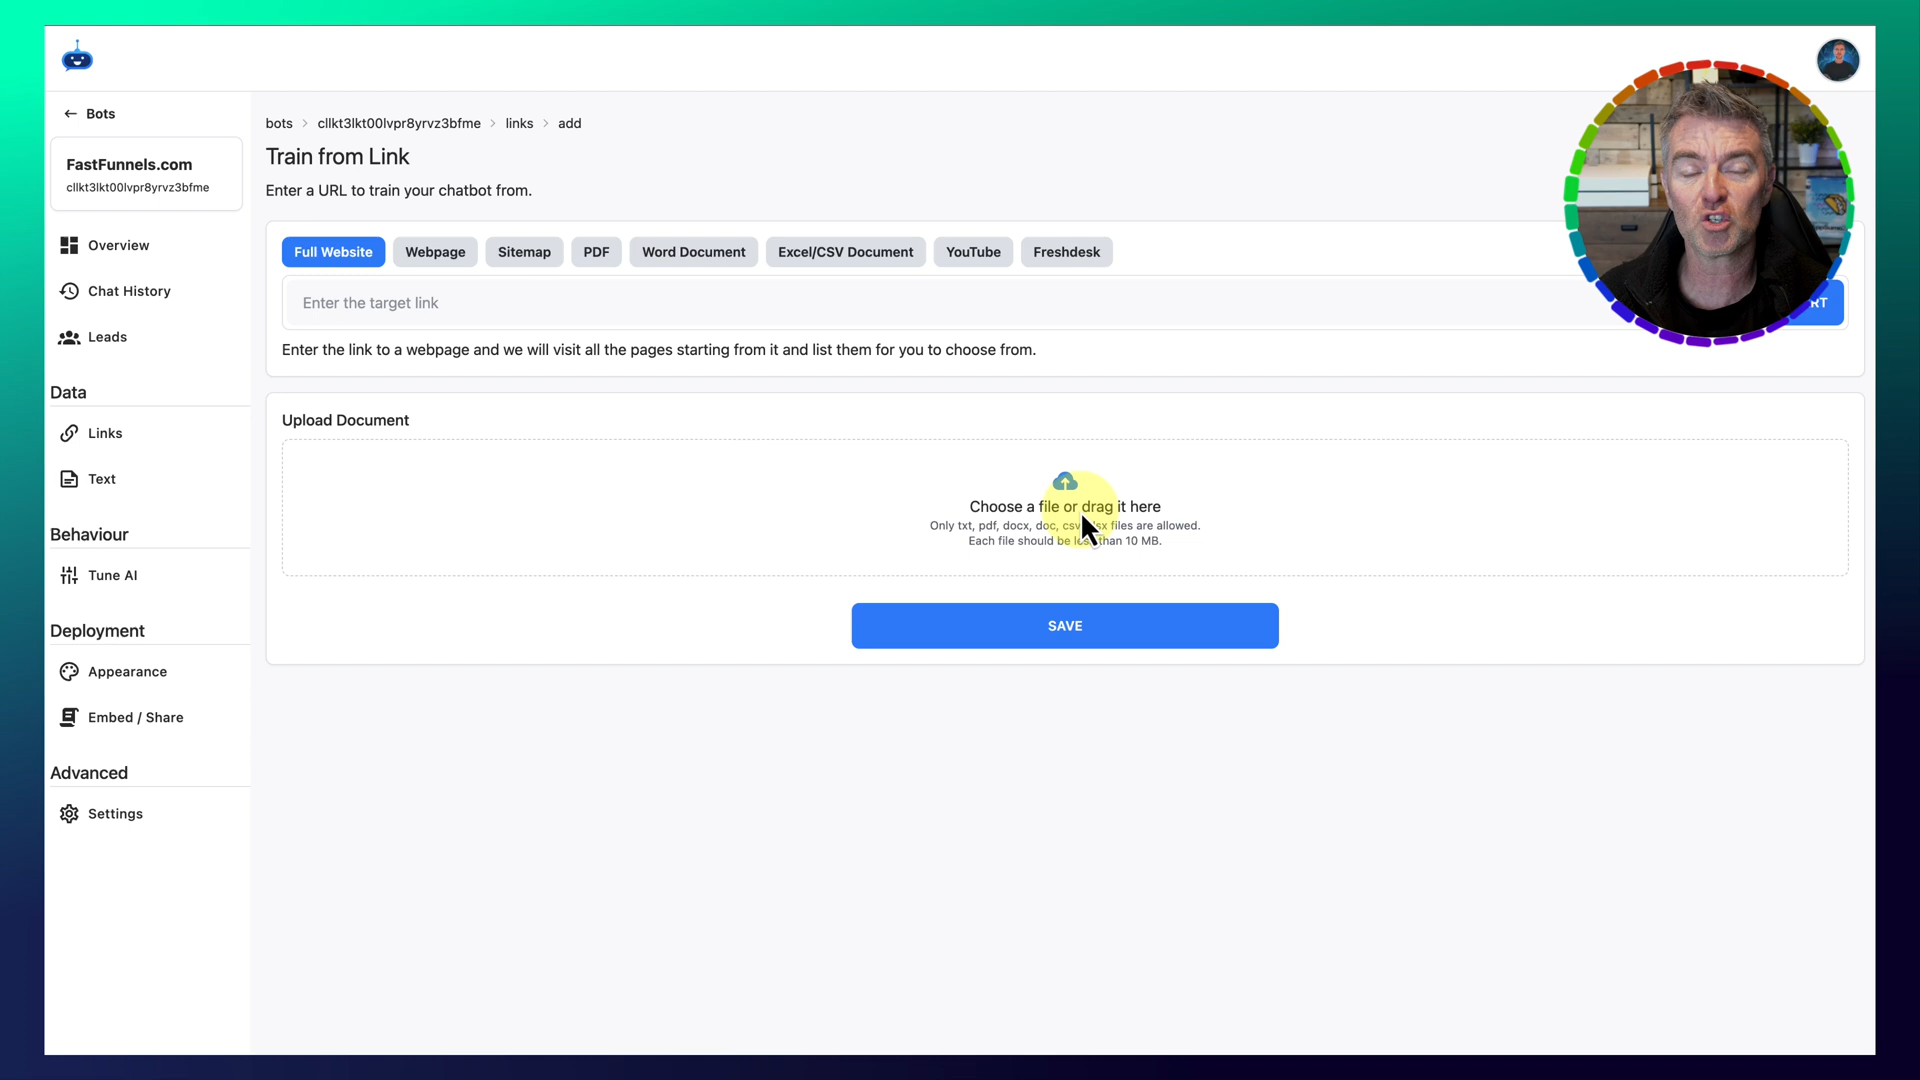 Bots
FastFunnels.com
cllkt3lkt00lvpr8yrvz3bfme
Overview
Chat History
Leads
Data
Links
Text
Behaviour
Tune AI
Deployment
Appearance
Embed / Share
Advanced
Settings
bots > cllkt3lkt00lvpr8yrvz3bfme > links > add
Train from Link
Enter a URL to train your chatbot from.
Full Website Webpage Sitemap PDF Word Document Excel/CSV Document YouTube Freshdesk
Enter the target link
Enter the link to a webpage and we will visit all the pages starting from it and list them for you to choose from.
Upload Document
Choose a file or drag it here
Only txt, pdf, docx, doc, csv files are allowed.
Each file should be than 10 MB.
SAVE